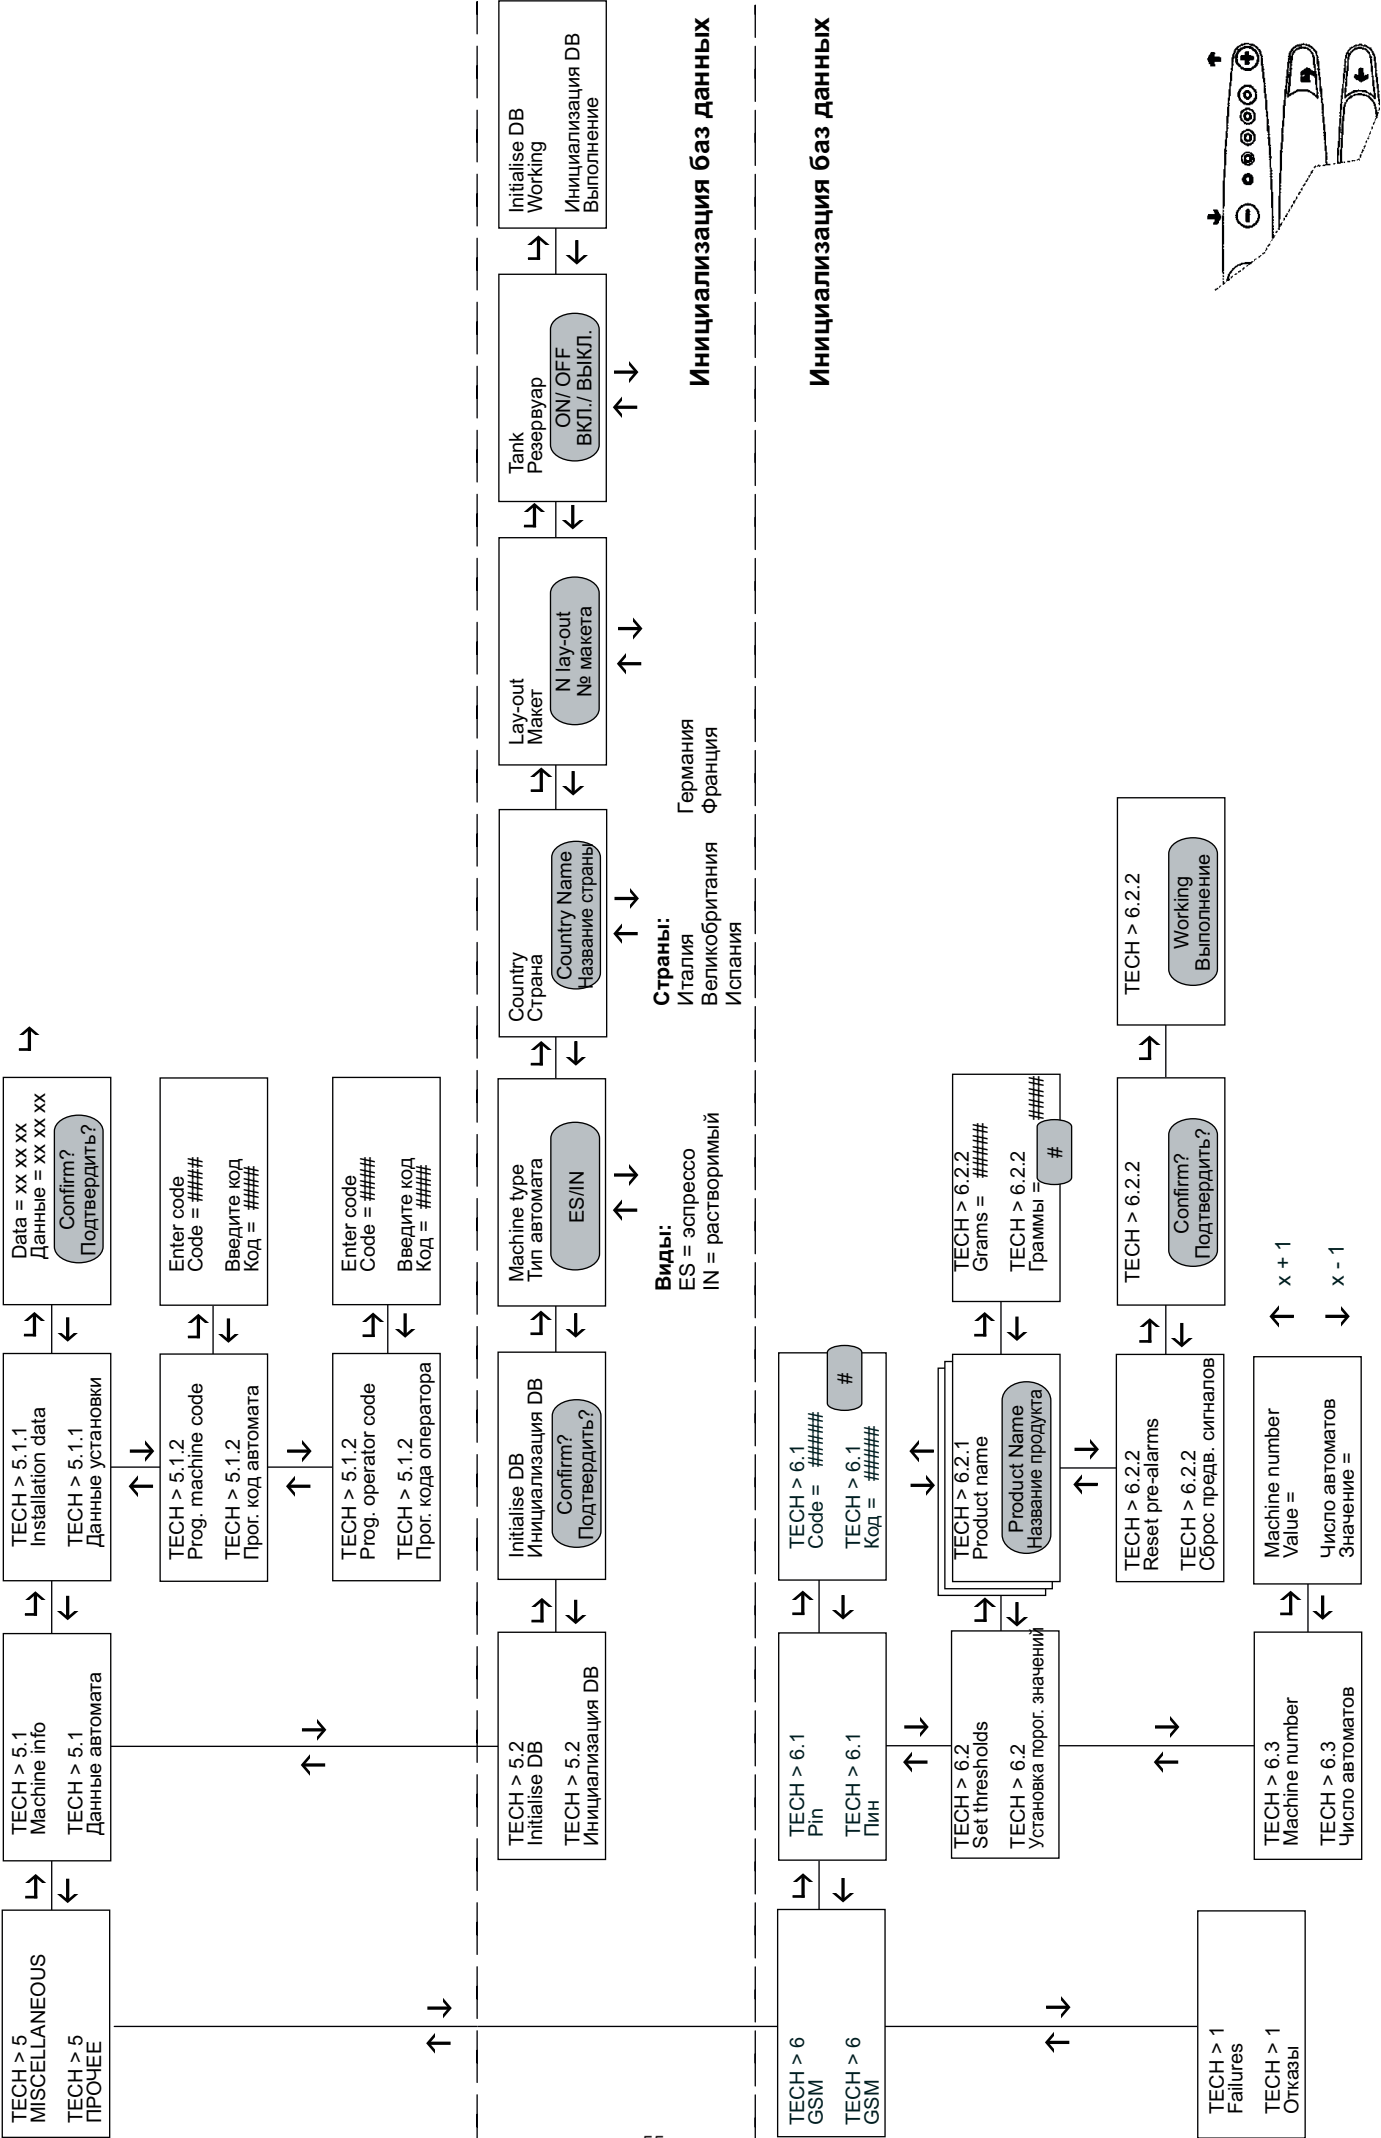 TECH > 5
MISCELLANEOUS
TECH > 5
ПРОЧЕЕ
TECH > 5.1
Machine info
TECH > 5.1
Данные автомата
TECH > 5.1.1
Installation data
TECH > 5.1.1
Данные установки
Data = xx xx xx
Данные = xx xx xx
Confirm?
Подтвердить?
TECH > 5.1.2
Prog. machine code
TECH > 5.1.2
Прог. код автомата
Enter code
Code = ####
Введите код
Код = ####
TECH > 5.1.2
Prog. operator code
TECH > 5.1.2
Прог. кода оператора
Enter code
Code = ####
Введите код
Код = ####
TECH > 5.2
Initialise DB
TECH > 5.2
Инициализация DB
Initialise DB
Инициализация DB
Confirm?
Подтвердить?
Machine type
Тип автомата
ES/IN
Country
Страна
Country Name
Название страны
Lay-out
Макет
N lay-out
№ макета
Tank
Резервуар
ON/ OFF
ВКЛ./ ВЫКЛ.
Initialise DB
Working
Инициализация DB
Выполнение
Виды:
ES = эспрессо
IN = растворимый
Страны:
Италия
Великобритания
Испания
Германия
Франция
Инициализация баз данных
Инициализация баз данных
TECH > 6
GSM
TECH > 6
GSM
TECH > 6.1
Pin
TECH > 6.1
Пин
TECH > 6.1
Code = #####
TECH > 6.1
Код = #####
#
TECH > 6.2
Set thresholds
TECH > 6.2
Установка порог. значений
TECH > 6.2.1
Product name
Product Name
Название продукта
TECH > 6.2.2
Grams = #####
TECH > 6.2.2
Граммы = ####
#
TECH > 6.2.2
Reset pre-alarms
TECH > 6.2.2
Сброс предв. сигналов
TECH > 6.2.2
Confirm?
Подтвердить?
TECH > 6.2.2
Working
Выполнение
TECH > 6.3
Machine number
TECH > 6.3
Число автоматов
Machine number
Value =
Число автоматов
Значение =
x + 1
x - 1
TECH > 1
Failures
TECH > 1
Отказы